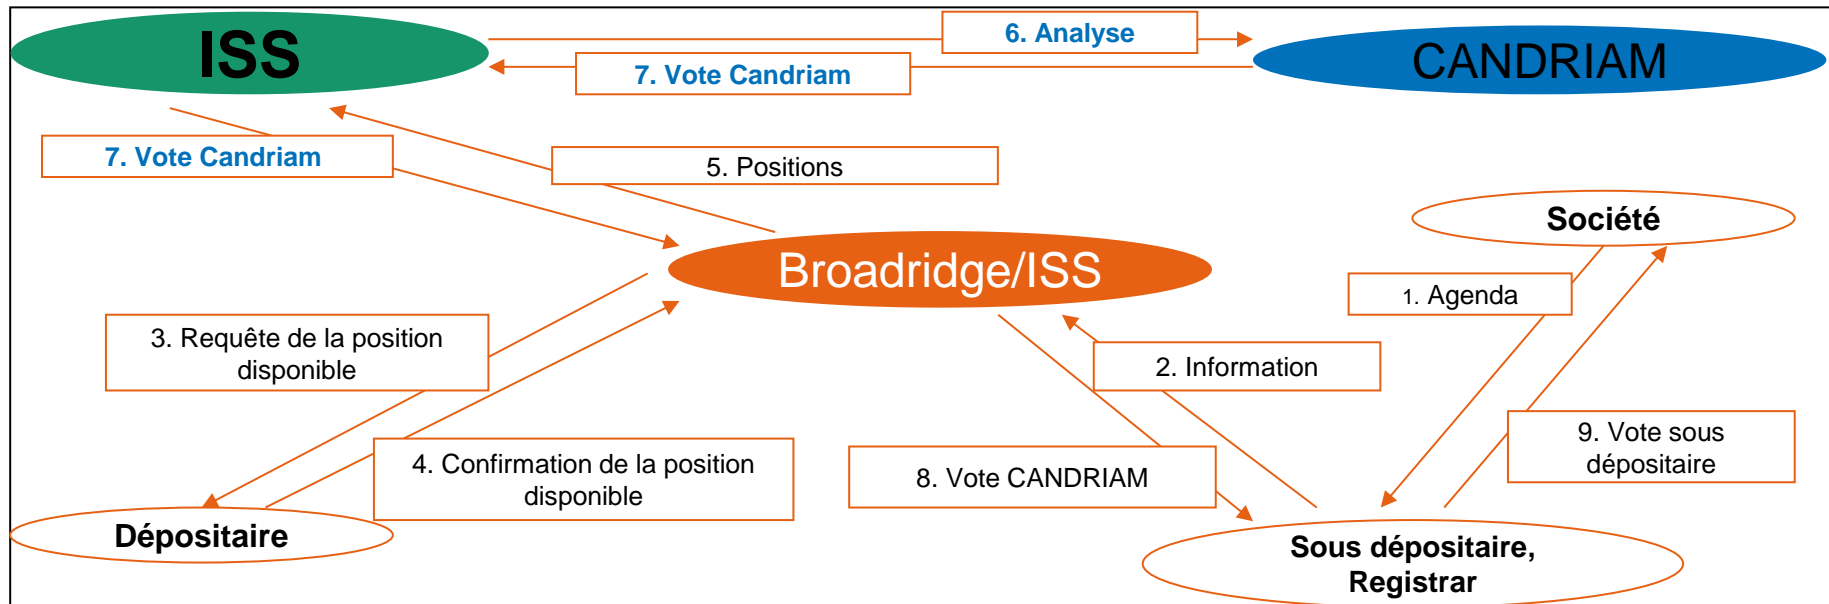 ISS
6. Analyse
CANDRIAM
7. Vote Candriam
7. Vote Candriam
5. Positions
Société
Broadridge/ISS
1. Agenda
3. Requête de la position
disponible
2. Information
4. Confirmation de la position
disponible
8. Vote CANDRIAM
9. Vote sous
dépositaire
Dépositaire
Sous dépositaire,
Registrar